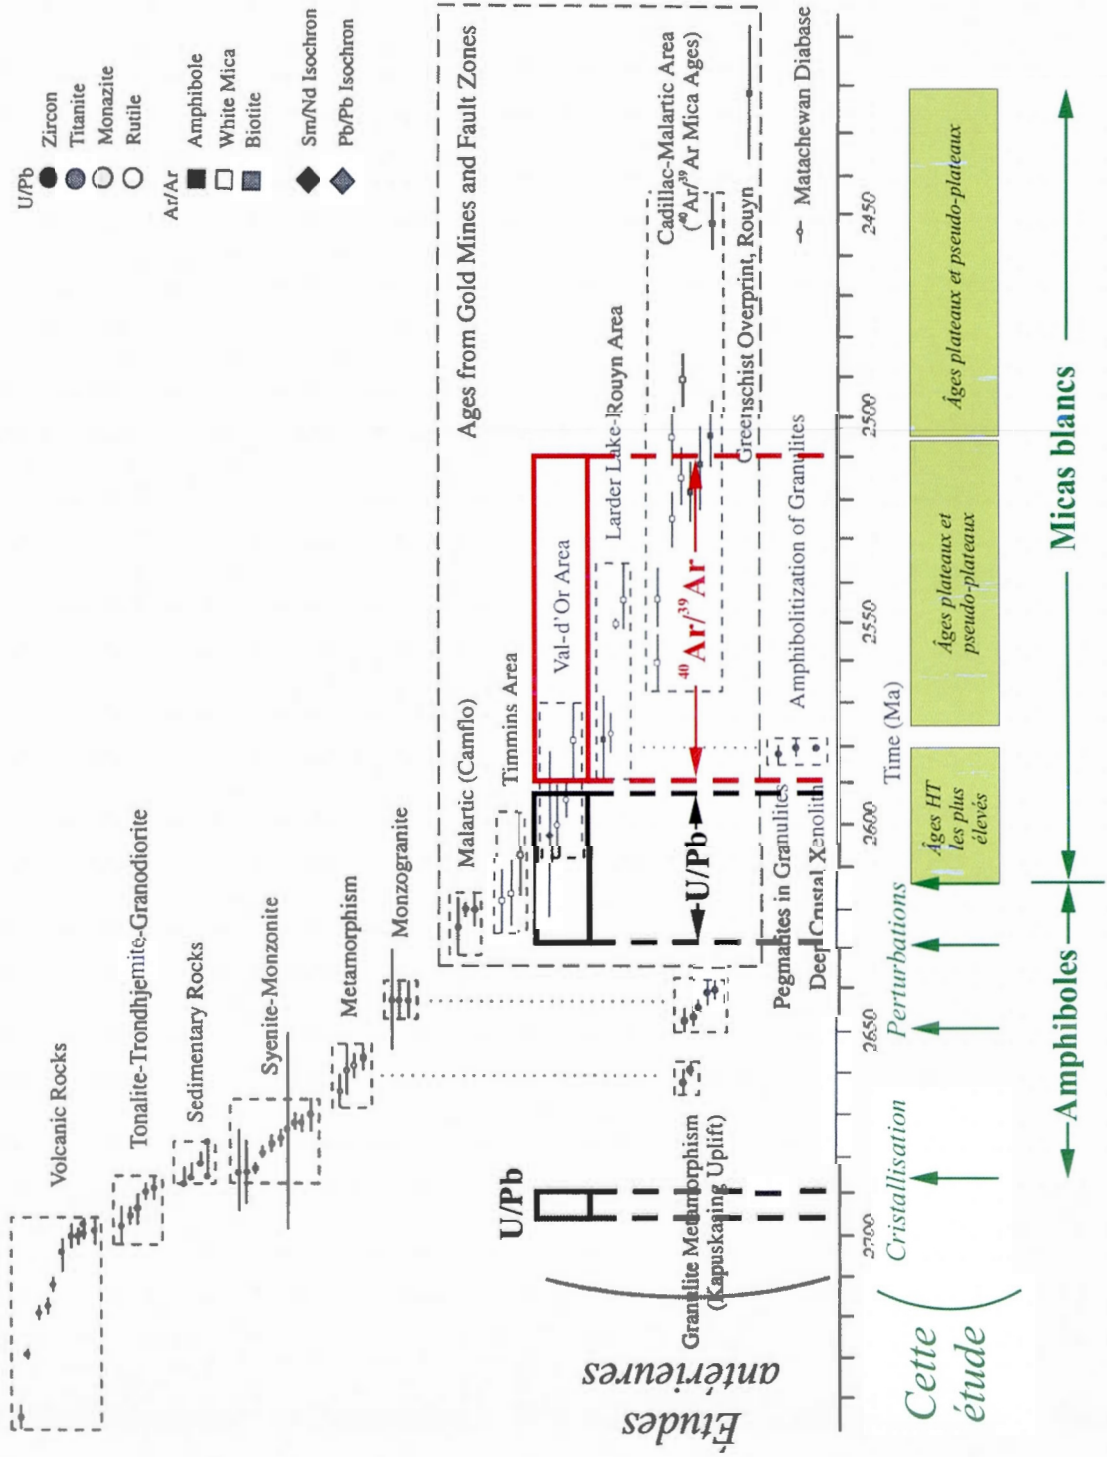 U/Pb
Zircon
Titanite
Monazite
Rutile
Ar/Ar
Amphibole
White Mica
Biotite
Sm/Nd Isochron
Pb/Pb Isochron
Volcanic Rocks
Tonalite-Trondhjemite-Granodiorite
Sedimentary Rocks
Syenite-Monzonite
Metamorphism
Monzogranite
Ages from Gold Mines and Fault Zones
Malartic (Camflo)
Timmins Area
Val-d'Or Area
Larder Lake-Rouyn Area
Cadillac-Malartic Area
(⁴⁰Ar/³⁹Ar Mica Ages)
Greenschist Overprint, Rouyn
Matachewan Diabase
U/Pb
U/Pb
⁴⁰Ar/³⁹Ar
Granulite Metamorphism
(Kapuskasing Uplift)
Pegmatites in Granulites
Deep Crustal Xenolith
Amphibolitization of Granulites
Études
antérieures
2700
2650
2600
2550
2500
2450
Time (Ma)
Cette
étude
Cristallisation
Perturbations
Âges HT
les plus
élevés
Âges plateaux et
pseudo-plateaux
Âges plateaux et pseudo-plateaux
Amphiboles
Micas blancs